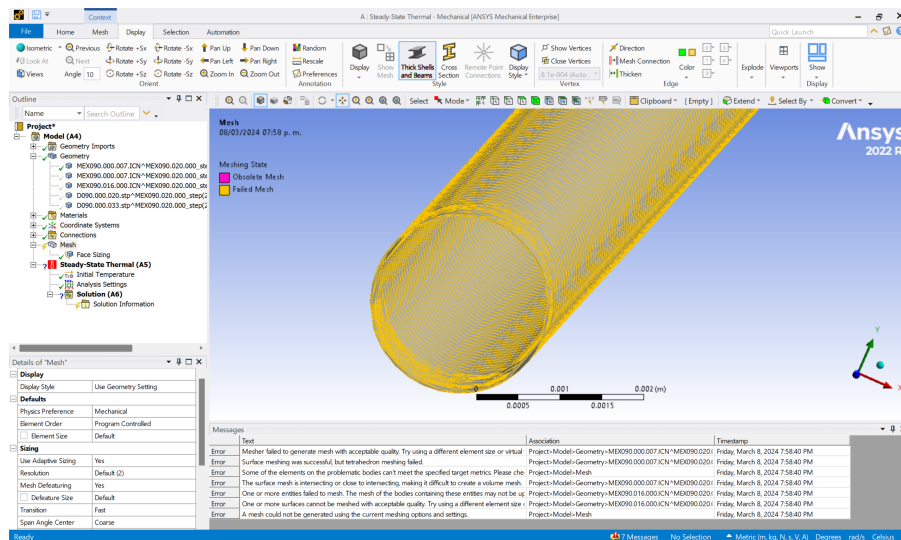 A : Steady-State Thermal - Mechanical [ANSYS Mechanical Enterprise]
Context
File Home Mesh Display Selection Automation Quick Launch
Isometric Previous Rotate +Sx Rotate -Sx Pan Up Pan Down Random Show Vertices Direction
Look At Next Rotate +Sy Rotate -Sy Pan Left Pan Right Rescale Close Vertices Mesh Connection
Views Angle 10 Rotate +Sz Rotate -Sz Zoom In Zoom Out Preferences 8.1e-004 (Auto Thicken
Display Show Mesh Thick Shells and Beams Cross Section Remote Point Connections Display Style Color Explode Viewports Show
Orient Annotation Style Vertex Edge Display
Outline
Name Search Outline
Select Mode Clipboard [ Empty ] Extend Select By Convert
Project*
Model (A4)
Geometry Imports
Geometry
MEX090.000.007.ICN^MEX090.020.000_st
MEX090.000.007.ICN^MEX090.020.000_st
MEX090.016.000.ICN^MEX090.020.000_st
D090.000.020.stp^MEX090.020.000_step(2
D090.000.033.stp^MEX090.020.000_step(2
Materials
Coordinate Systems
Connections
Mesh
Face Sizing
Steady-State Thermal (A5)
Initial Temperature
Analysis Settings
Solution (A6)
Solution Information
Mesh
08/03/2024 07:58 p. m.
Meshing State
Obsolete Mesh
Failed Mesh
Ansys
2022 R
Y
X
0 0.001 0.002 (m)
0.0005 0.0015
Details of "Mesh"
Display
Display Style Use Geometry Setting
Defaults
Physics Preference Mechanical
Element Order Program Controlled
Element Size Default
Sizing
Use Adaptive Sizing Yes
Resolution Default (2)
Mesh Defeaturing Yes
Defeature Size Default
Transition Fast
Span Angle Center Coarse
Messages
Text Association Timestamp
Error Mesher failed to generate mesh with acceptable quality. Try using a different element size or virtual Project>Model>Geometry>MEX090.000.007.ICN^MEX090.020.( Friday, March 8, 2024 7:58:40 PM
Error Surface meshing was successful, but tetrahedron meshing failed. Project>Model>Geometry>MEX090.000.007.ICN^MEX090.020.( Friday, March 8, 2024 7:58:40 PM
Error Some of the elements on the problematic bodies can't meet the specified target metrics. Please che Project>Model>Mesh Friday, March 8, 2024 7:58:40 PM
Error The surface mesh is intersecting or close to intersecting, making it difficult to create a volume mesh. Project>Model>Geometry>MEX090.000.007.ICN^MEX090.020.( Friday, March 8, 2024 7:58:40 PM
Error One or more entities failed to mesh. The mesh of the bodies containing these entities may not be up Project>Model>Geometry>MEX090.016.000.ICN^MEX090.020.( Friday, March 8, 2024 7:58:40 PM
Error One or more surfaces cannot be meshed with acceptable quality. Try using a different element size Project>Model>Geometry>MEX090.016.000.ICN^MEX090.020.( Friday, March 8, 2024 7:58:40 PM
Error A mesh could not be generated using the current meshing options and settings. Project>Model>Mesh Friday, March 8, 2024 7:58:40 PM
Ready 7 Messages No Selection Metric (m, kg, N, s, V, A) Degrees rad/s Celsius